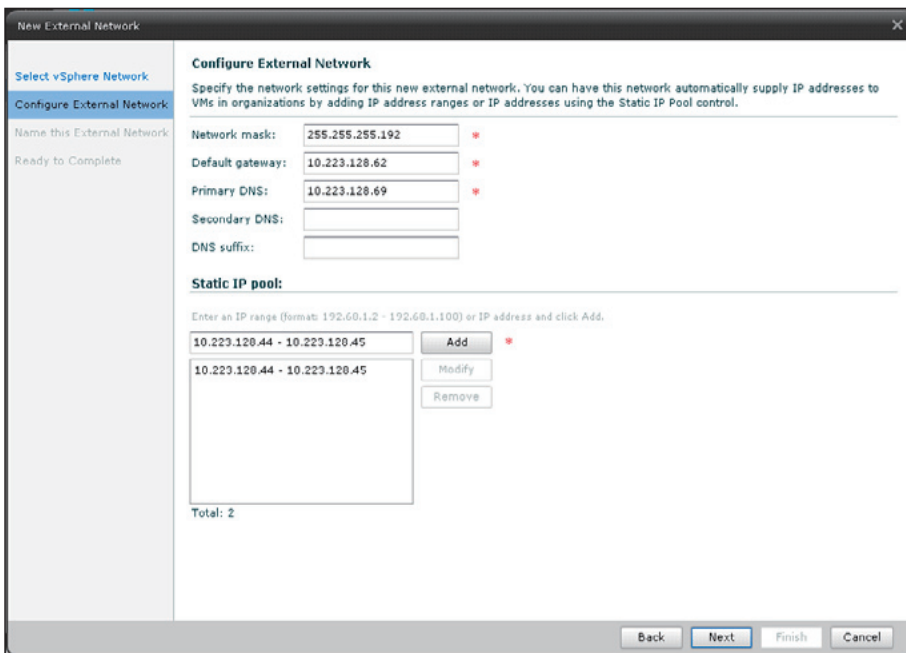 New External Network
Select vSphere Network
Configure External Network
Name this External Network
Ready to Complete
Configure External Network
Specify the network settings for this new external network. You can have this network automatically supply IP addresses to
VMs in organizations by adding IP address ranges or IP addresses using the Static IP Pool control.
Network mask: 255.255.255.192 *
Default gateway: 10.223.128.62 *
Primary DNS: 10.223.128.69 *
Secondary DNS:
DNS suffix:
Static IP pool:
Enter an IP range (format: 192.60.1.2 - 192.60.1.100) or IP address and click Add.
10.223.128.44 - 10.223.128.45 Add *
10.223.128.44 - 10.223.128.45 Modify
Remove
Total: 2
Back Next Finish Cancel